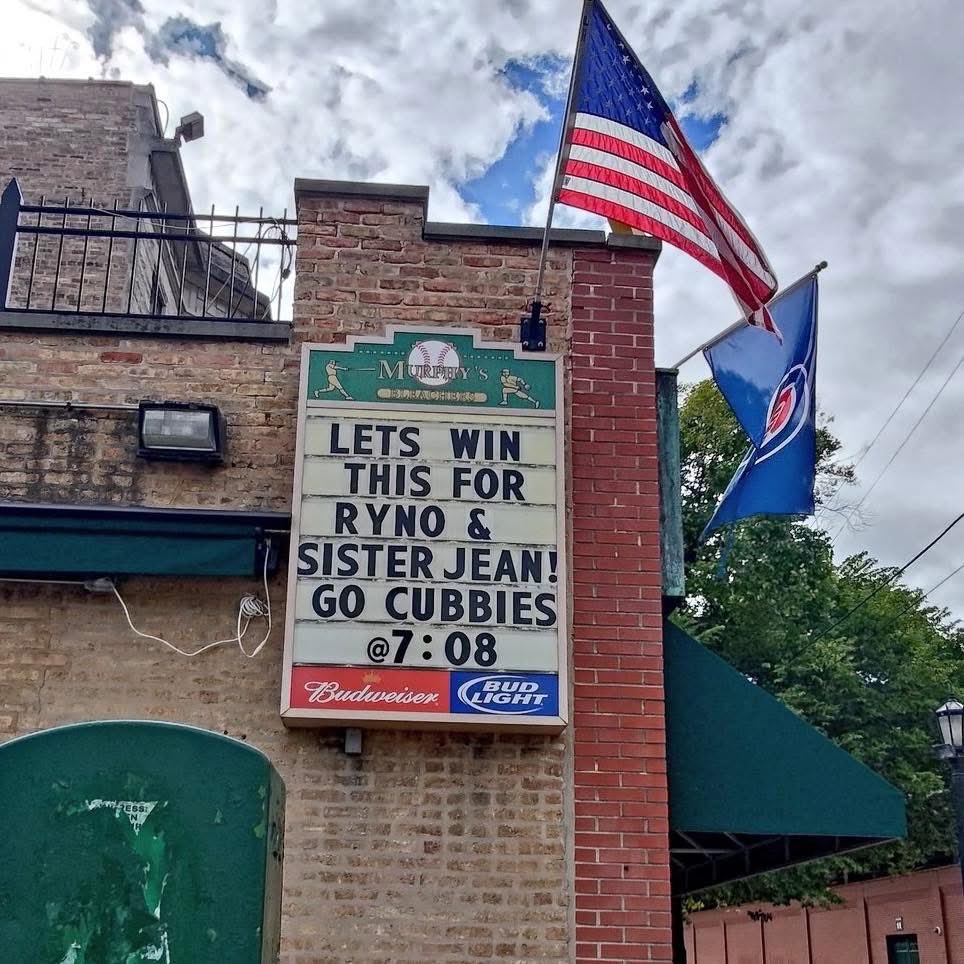 MURPHY'S
BLEACHERS
LETS WIN
THIS FOR
RYNO &
SISTER JEAN!
GO CUBBIES
@7:08
Budweiser
BUD
LIGHT